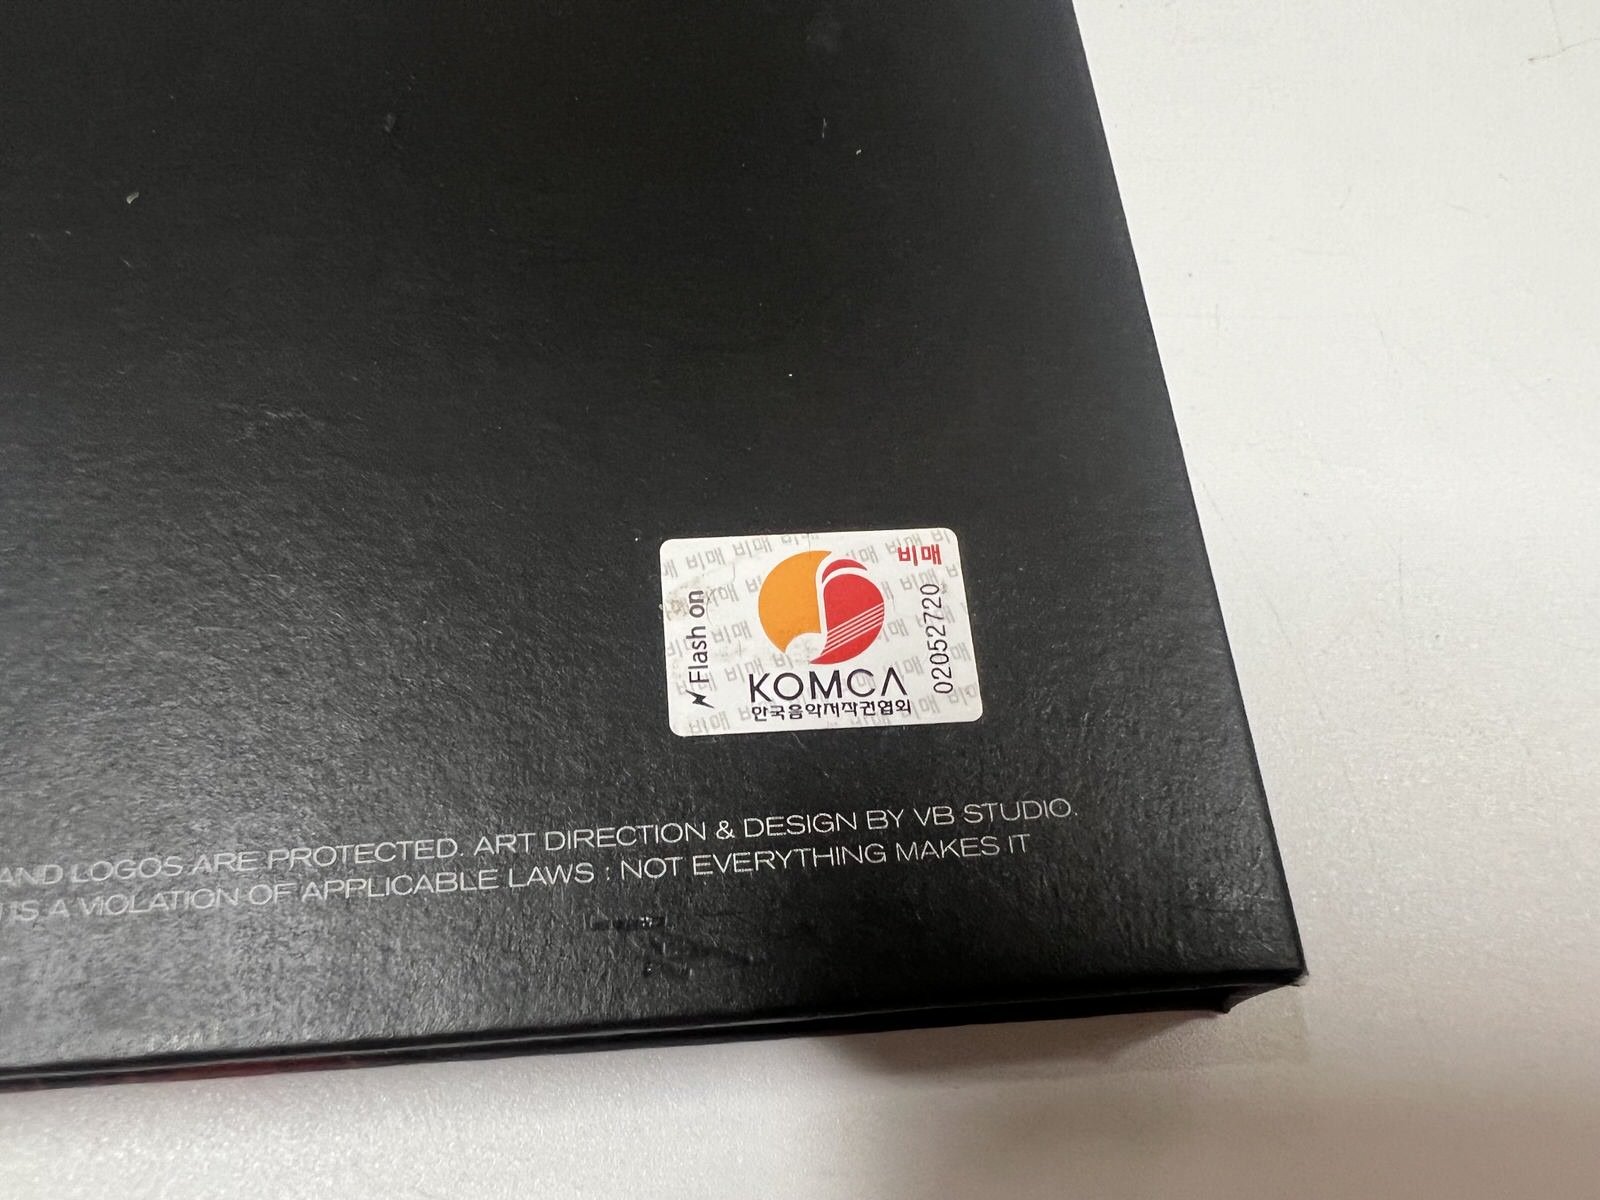 비매
Flash on
02052720
KOMCA
한국음악저작권협회
AND LOGOS ARE PROTECTED. ART DIRECTION & DESIGN BY VB STUDIO.
IS A VIOLATION OF APPLICABLE LAWS : NOT EVERYTHING MAKES IT